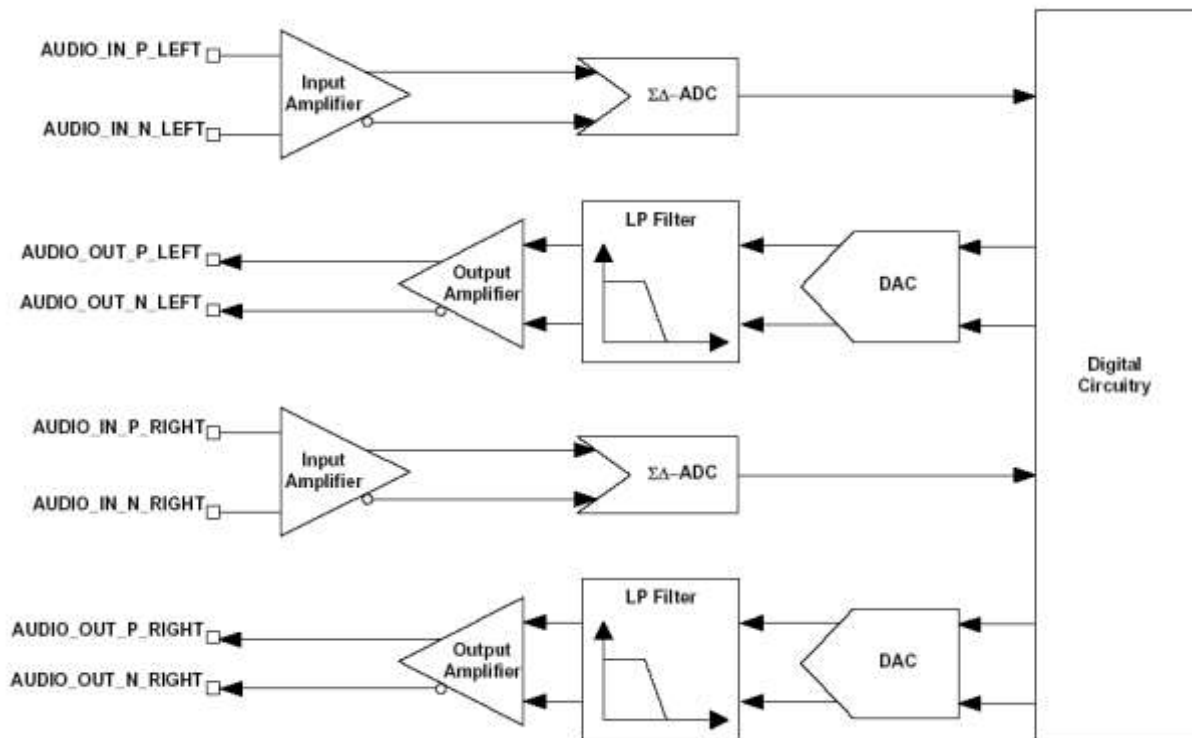 AUDIO_IN_P_LEFT
AUDIO_IN_N_LEFT
Input
Amplifier
ΣΔ–ADC
AUDIO_OUT_P_LEFT
AUDIO_OUT_N_LEFT
Output
Amplifier
LP Filter
DAC
Digital
Circuitry
AUDIO_IN_P_RIGHT
AUDIO_IN_N_RIGHT
Input
Amplifier
ΣΔ–ADC
AUDIO_OUT_P_RIGHT
AUDIO_OUT_N_RIGHT
Output
Amplifier
LP Filter
DAC